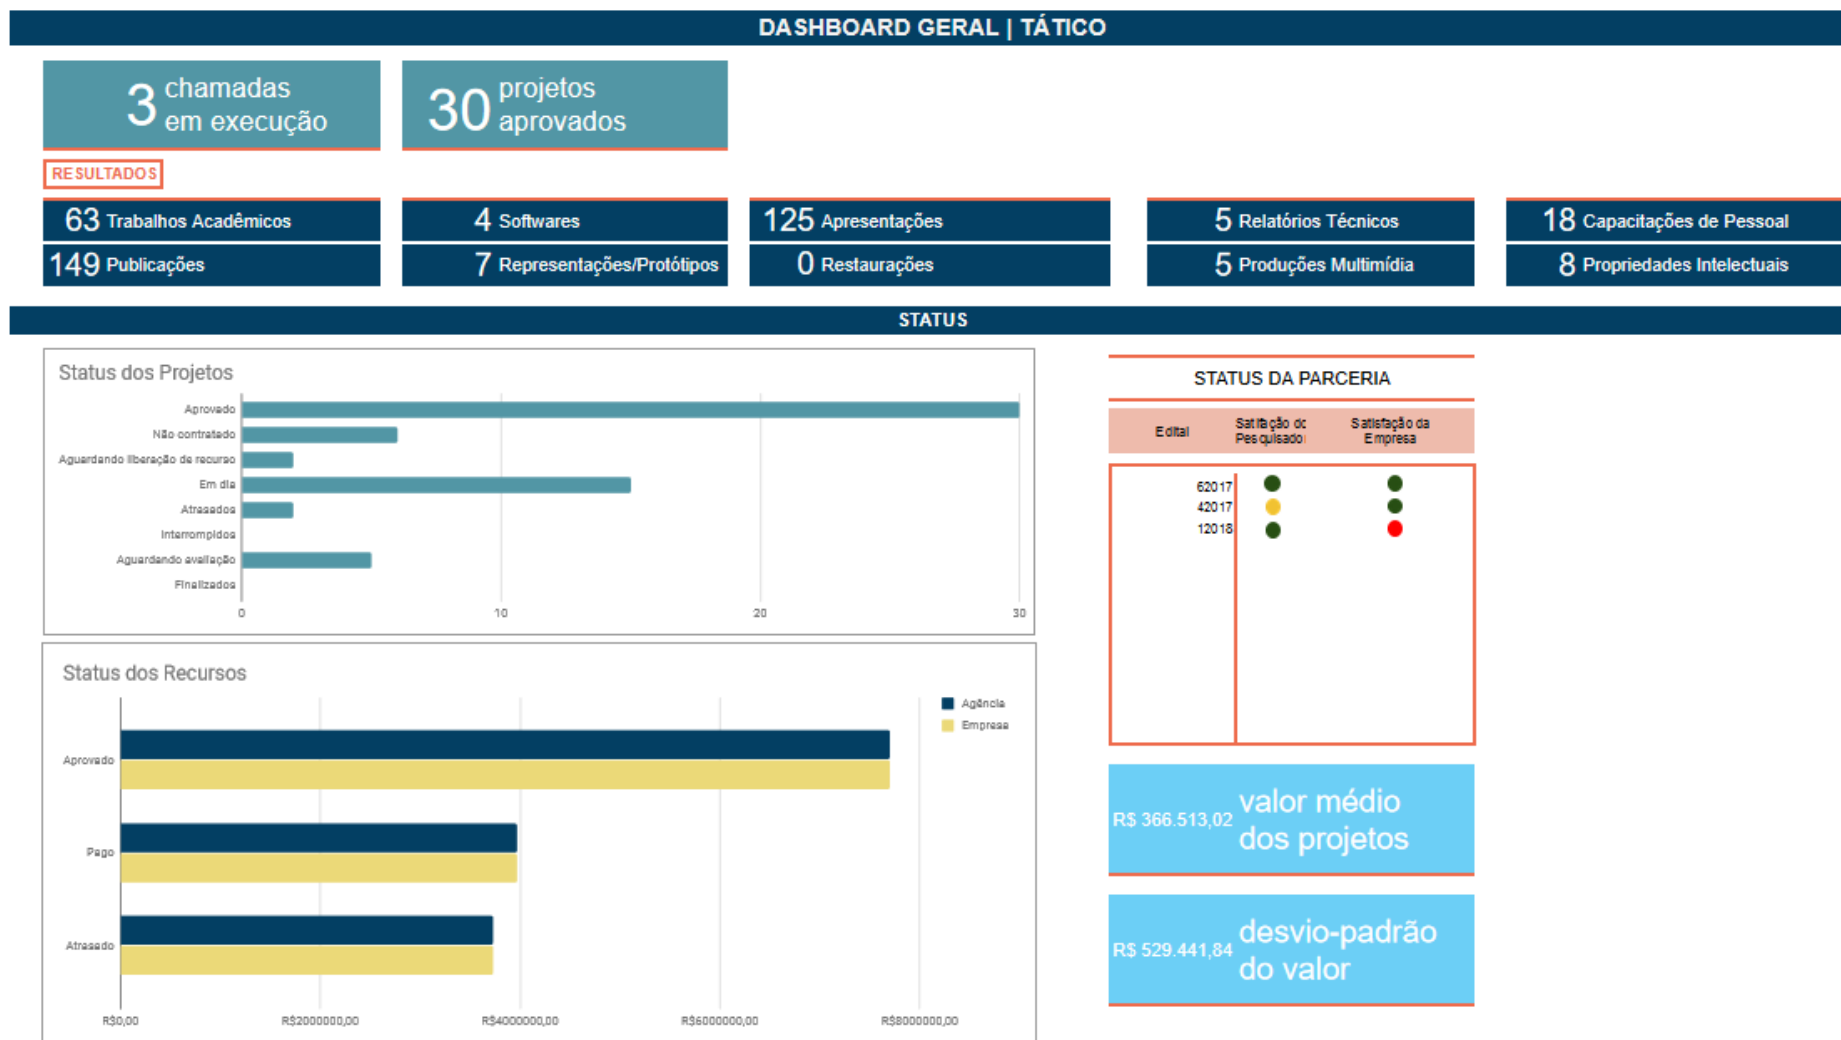 DASHBOARD GERAL | TÁTICO
3 chamadas
em execução
30 projetos
aprovados
RESULTADOS
63 Trabalhos Acadêmicos
4 Softwares
125 Apresentações
5 Relatórios Técnicos
18 Capacitações de Pessoal
149 Publicações
7 Representações/Protótipos
0 Restaurações
5 Produções Multimídia
8 Propriedades Intelectuais
STATUS
Status dos Projetos
Aprovado
Não contratado
Aguardando liberação de recurso
Em dia
Atrasados
Interrompidos
Aguardando avaliação
Finalizados
0 10 20 30
STATUS DA PARCERIA
Edital
Satifação do
Pesquisador
Satisfação da
Empresa
62017
42017
12018
Status dos Recursos
Agência
Empresa
Aprovado
Pago
Atrasado
R$0,00 R$2000000,00 R$4000000,00 R$6000000,00 R$8000000,00
R$ 366.513,02 valor médio
dos projetos
R$ 529.441,84 desvio-padrão
do valor